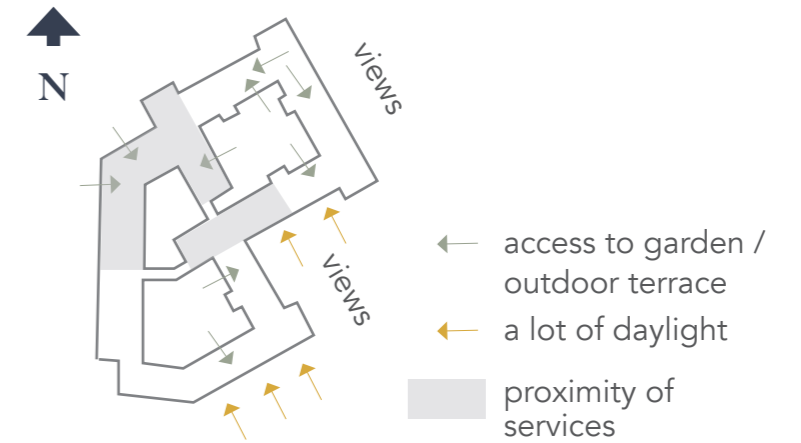 N
views
views
access to garden /
outdoor terrace
a lot of daylight
proximity of
services